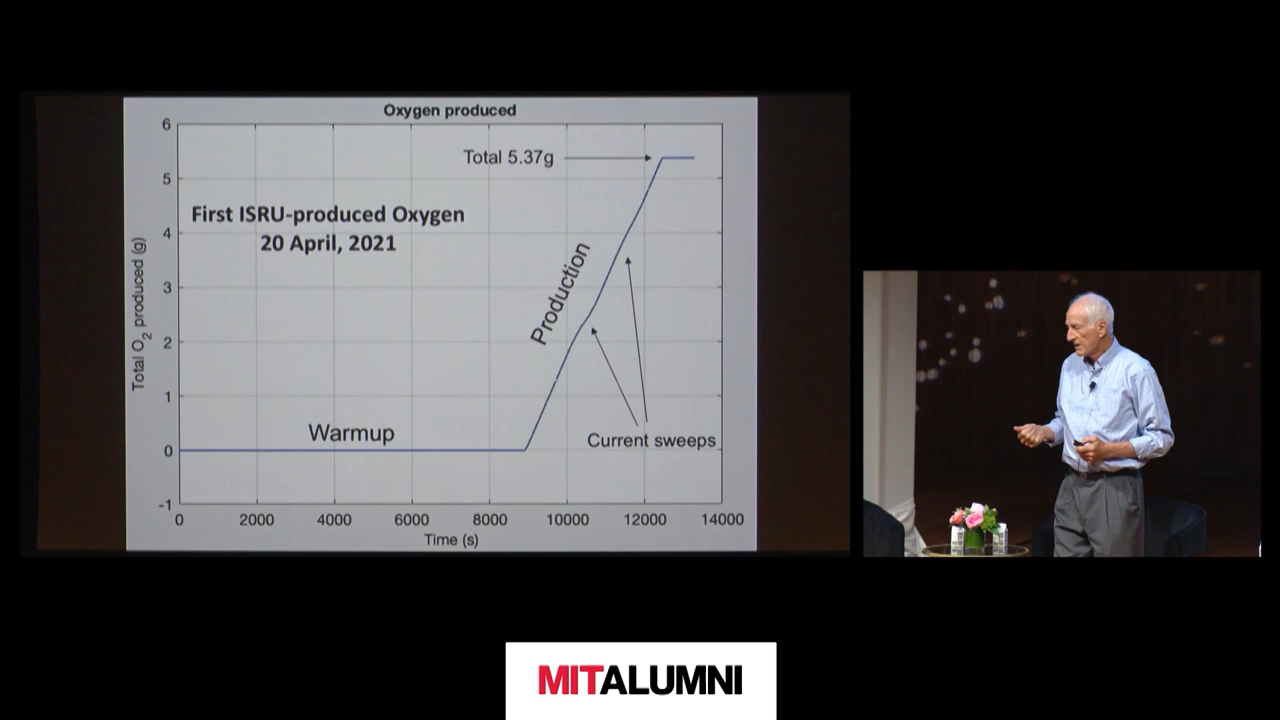 Oxygen produced
6
Total 5.37g
5
First ISRU-produced Oxygen
20 April, 2021
4
Production
3
Total O2 produced (g)
2
1
Current sweeps
Warmup
0
-1
0 2000 4000 6000 8000 10000 12000 14000
Time (s)
MITALUMNI